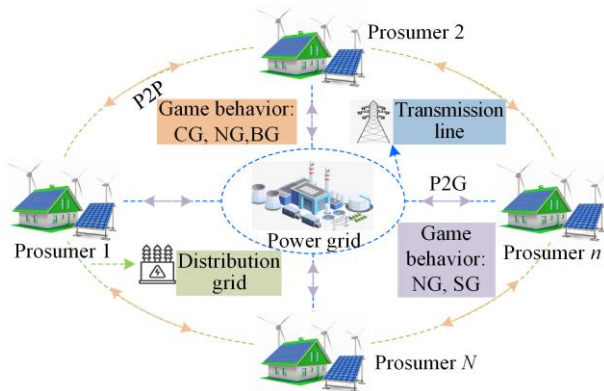 Prosumer 2
P2P
Game behavior:
CG, NG,BG
Transmission
line
P2G
Prosumer 1
Power grid
Prosumer n
Distribution
grid
Game
behavior:
NG, SG
Prosumer N